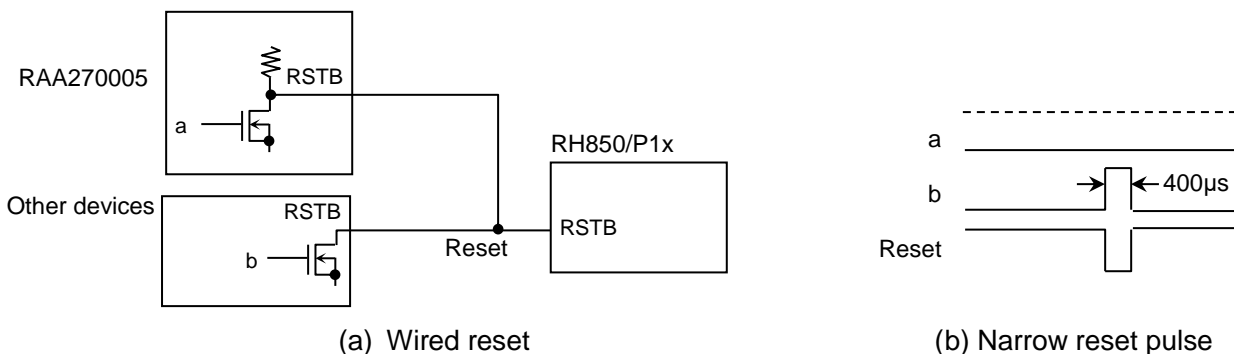 RAA270005
RSTB
a
Other devices
RSTB
b
Reset
RH850/P1x
RSTB
(a) Wired reset
a
b
400µs
Reset
(b) Narrow reset pulse